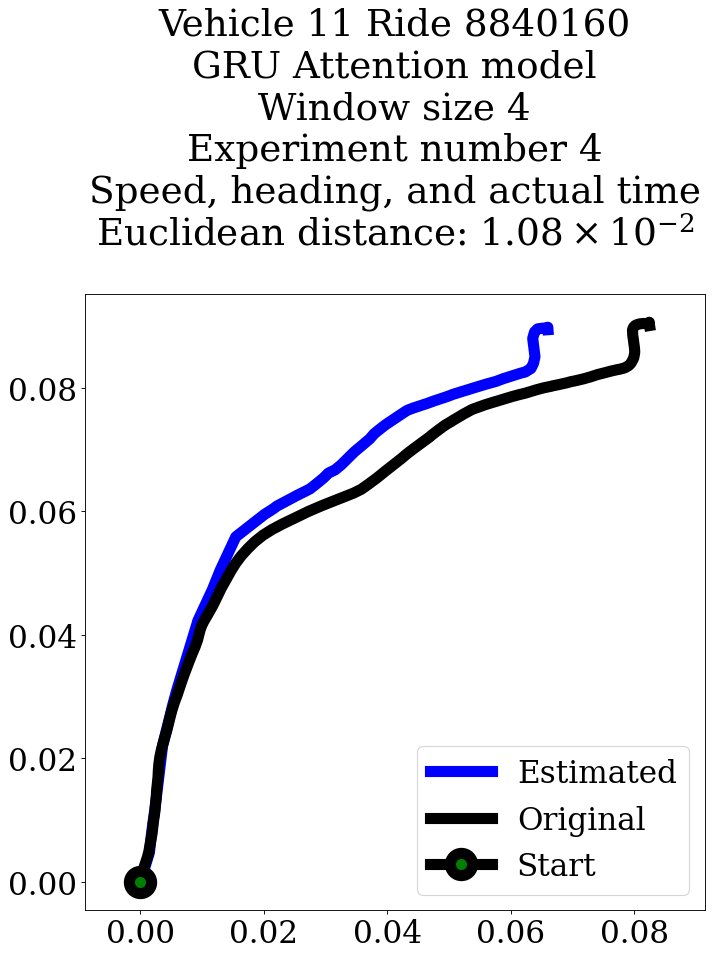 Vehicle 11 Ride 8840160
GRU Attention model
Window size 4
Experiment number 4
Speed, heading, and actual time
Euclidean distance: 1.08 × 10⁻²
0.08
0.06
0.04
0.02
0.00
Estimated
Original
Start
0.00 0.02 0.04 0.06 0.08